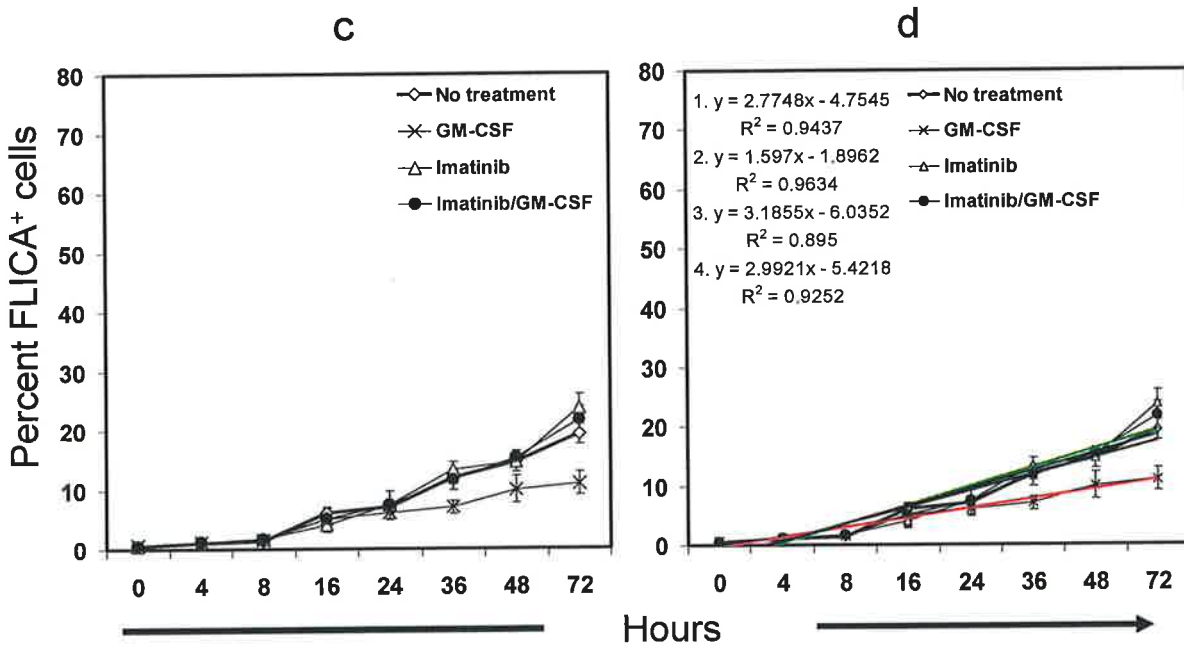 c
80
70
60
50
40
30
20
10
0
Percent FLICA⁺ cells
No treatment
GM-CSF
Imatinib
Imatinib/GM-CSF
0 4 8 16 24 36 48 72
d
80
70
60
50
40
30
20
10
0
1. y = 2.7748x - 4.7545
R² = 0.9437
2. y = 1.597x - 1.8962
R² = 0.9634
3. y = 3.1855x - 6.0352
R² = 0.895
4. y = 2.9921x - 5.4218
R² = 0.9252
No treatment
GM-CSF
Imatinib
Imatinib/GM-CSF
0 4 8 16 24 36 48 72
Hours